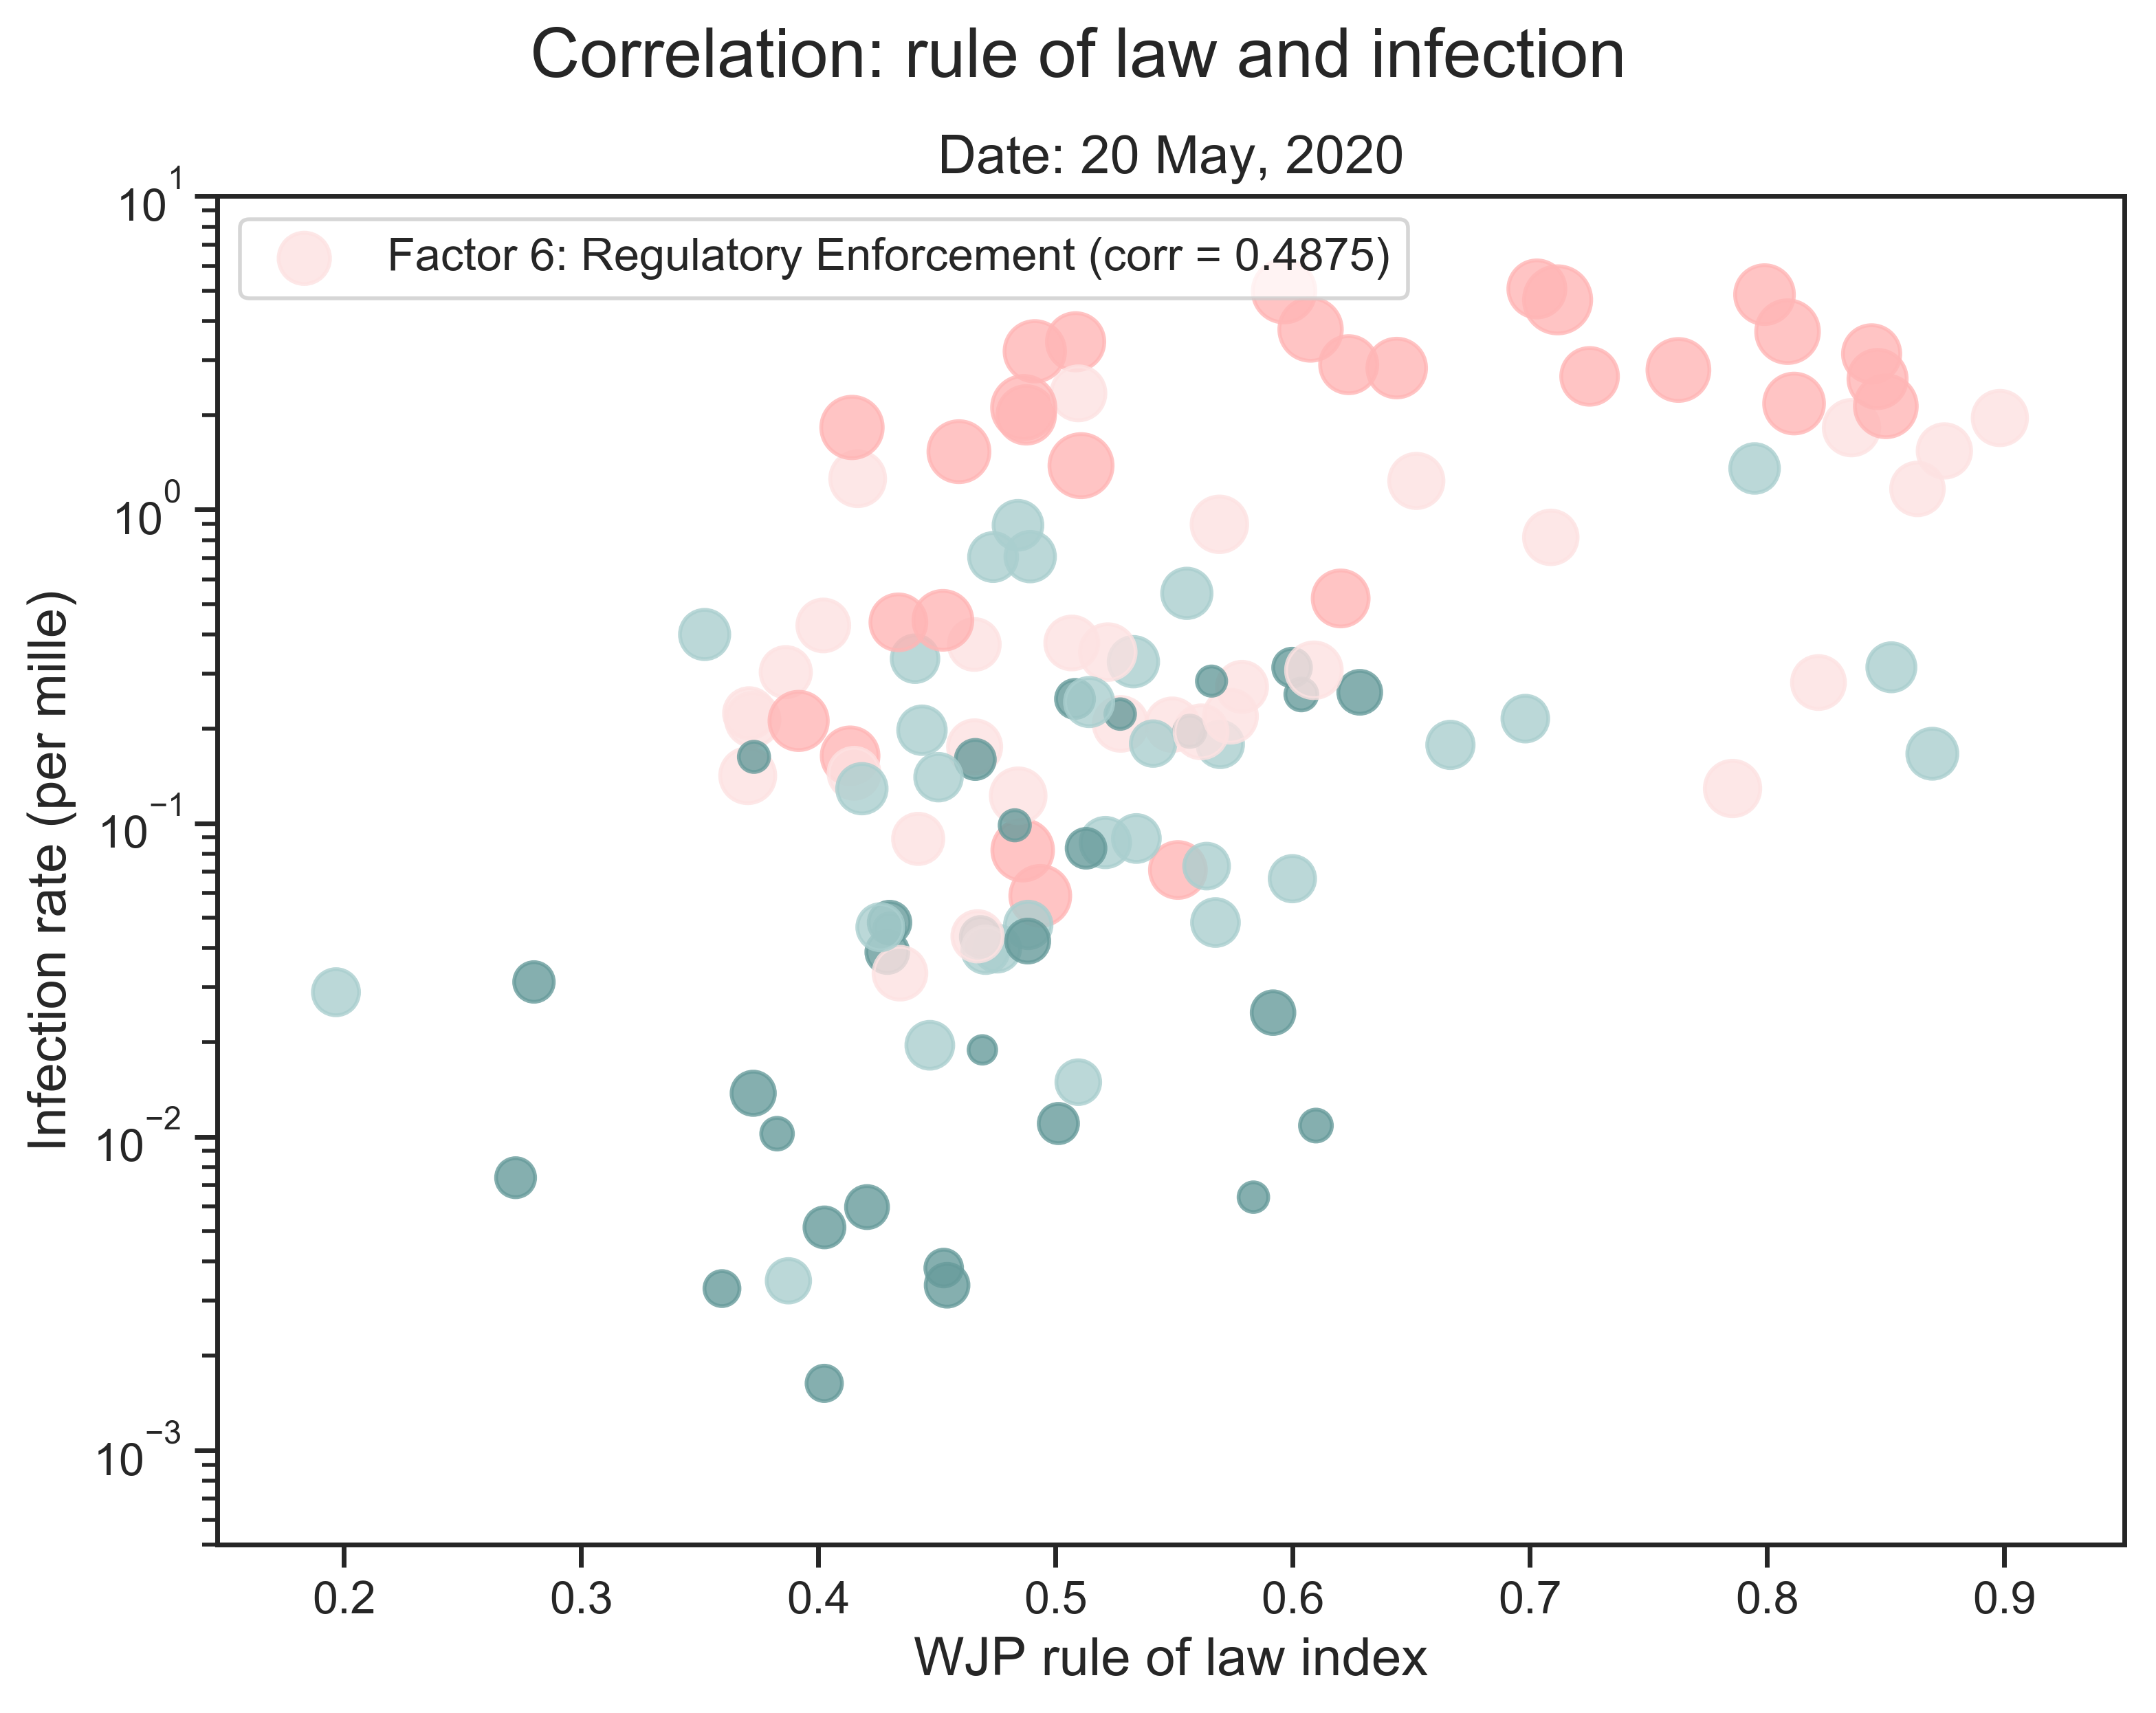 Correlation: rule of law and infection
Date: 20 May, 2020
Factor 6: Regulatory Enforcement (corr = 0.4875)
Infection rate (per mille)
10^1
10^0
10^−1
10^−2
10^−3
0.2 0.3 0.4 0.5 0.6 0.7 0.8 0.9
WJP rule of law index